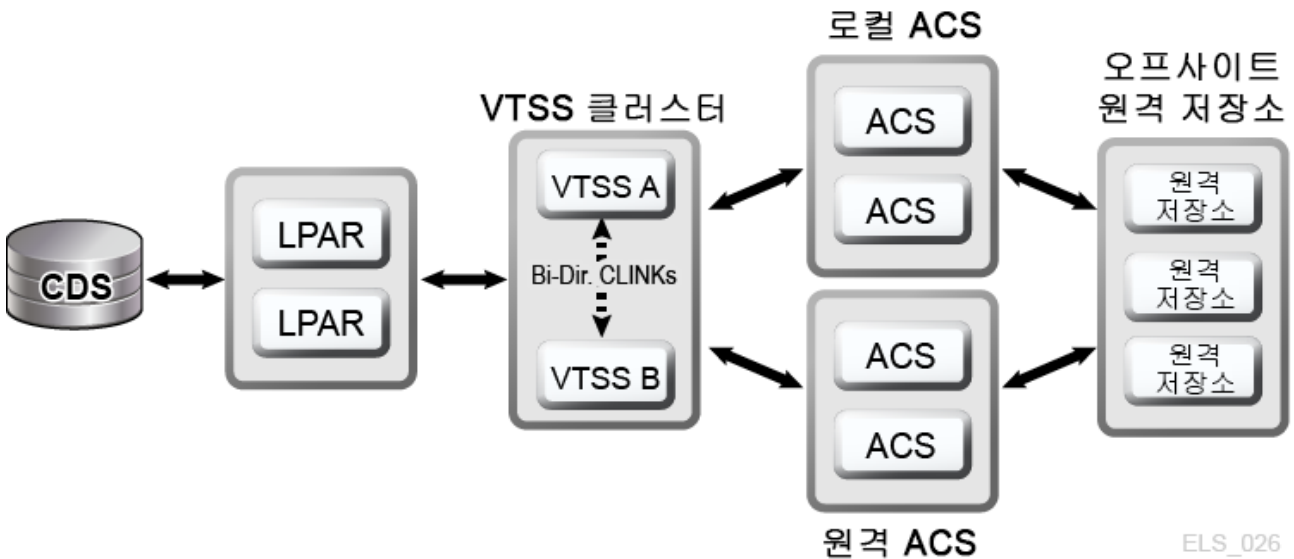 CDS
LPAR
LPAR
VTSS 클러스터
VTSS A
Bi-Dir. CLINKs
VTSS B
로컬 ACS
ACS
ACS
ACS
ACS
원격 ACS
오프사이트
원격 저장소
원격
저장소
원격
저장소
원격
저장소
ELS_026